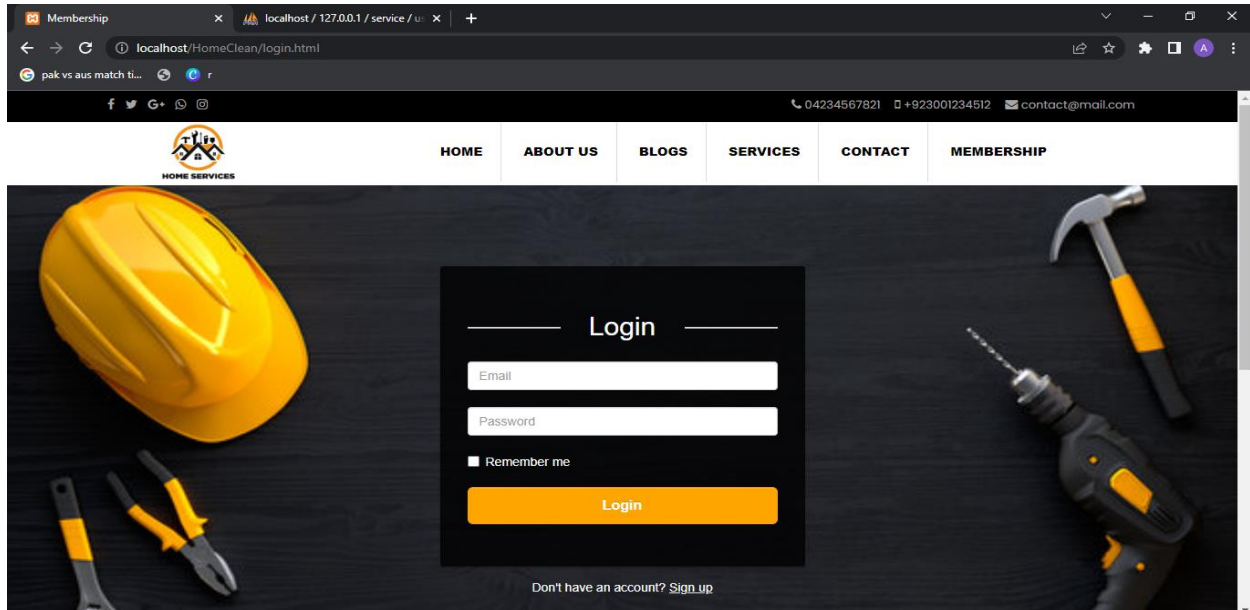 Membership
localhost / 127.0.0.1 / service / us
localhost/HomeClean/login.html
A
pak vs aus match ti...
r
04234567821 +923001234512 contact@mail.com
HOME SERVICES
HOME ABOUT US BLOGS SERVICES CONTACT MEMBERSHIP
Login
Email
Password
Remember me
Login
Don't have an account? Sign up